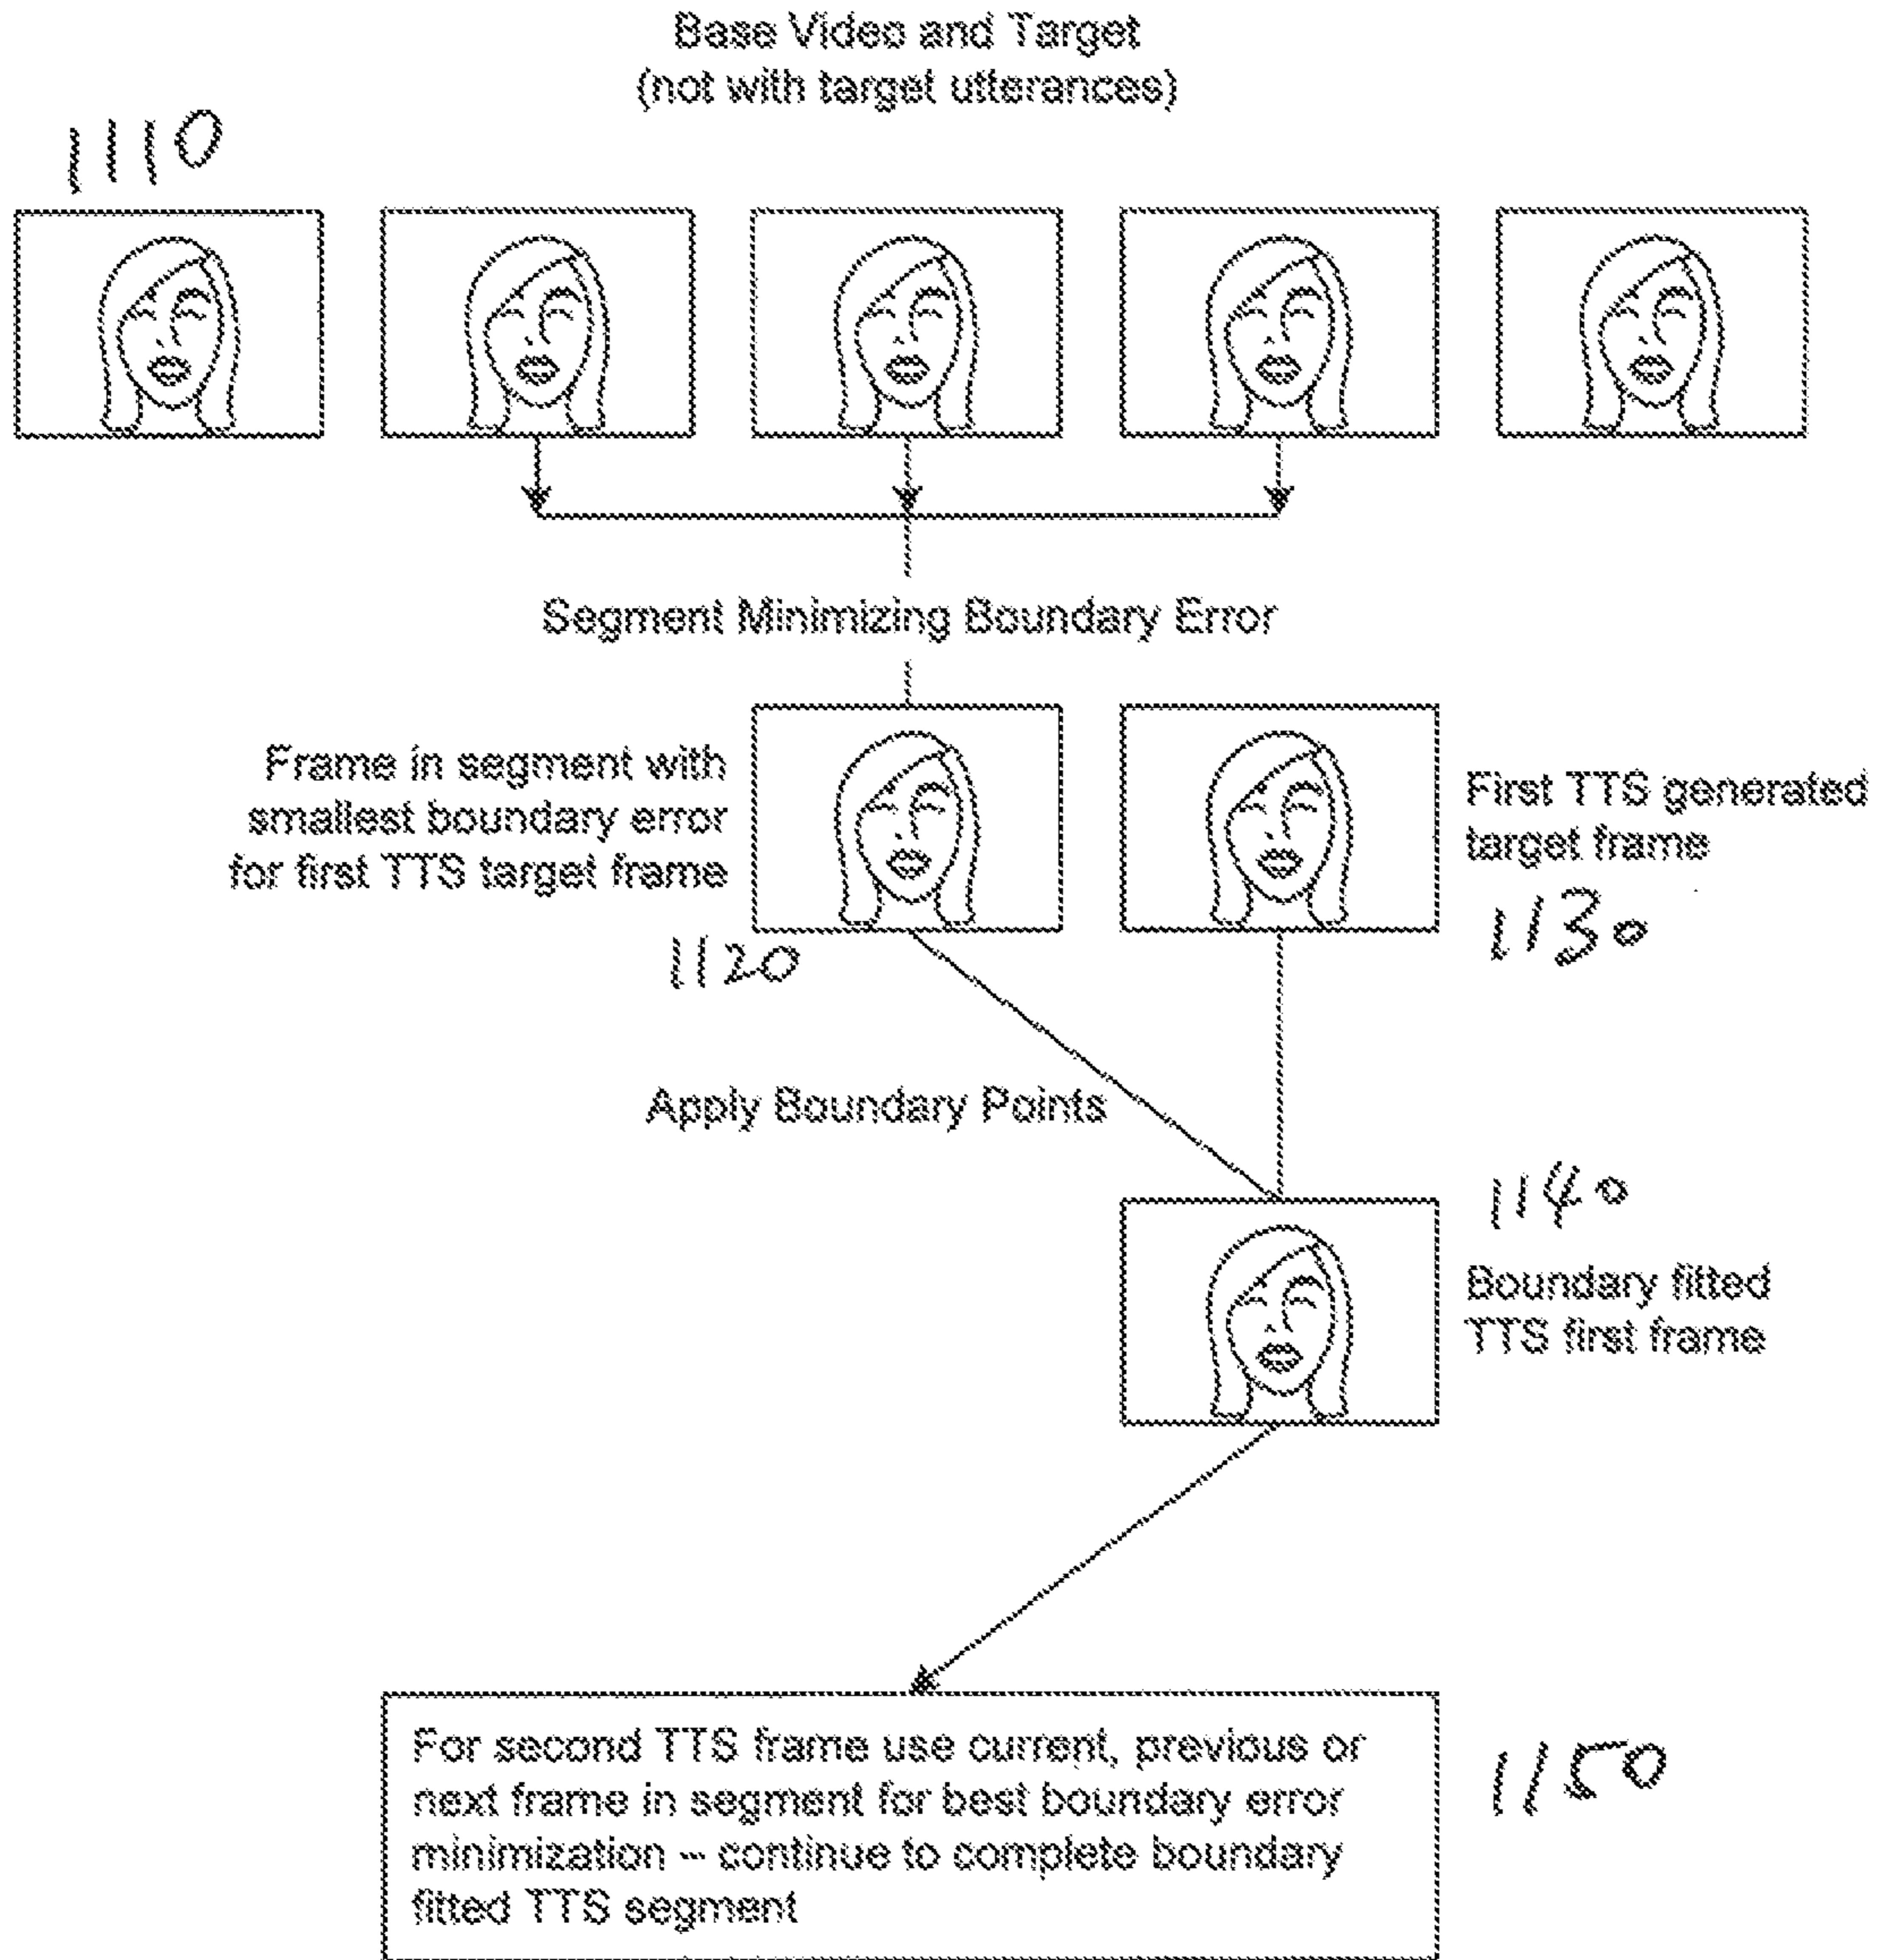 Base Video and Target
(not with target utterances)
1110
Segment Minimizing Boundary Error
Frame in segment with
smallest boundary error
for first TTS target frame
1120
First TTS generated
target frame
1130
Apply Boundary Points
1140
Boundary fitted
TTS first frame
For second TTS frame use current, previous or
next frame in segment for best boundary error
minimization -- continue to complete boundary
fitted TTS segment
1150